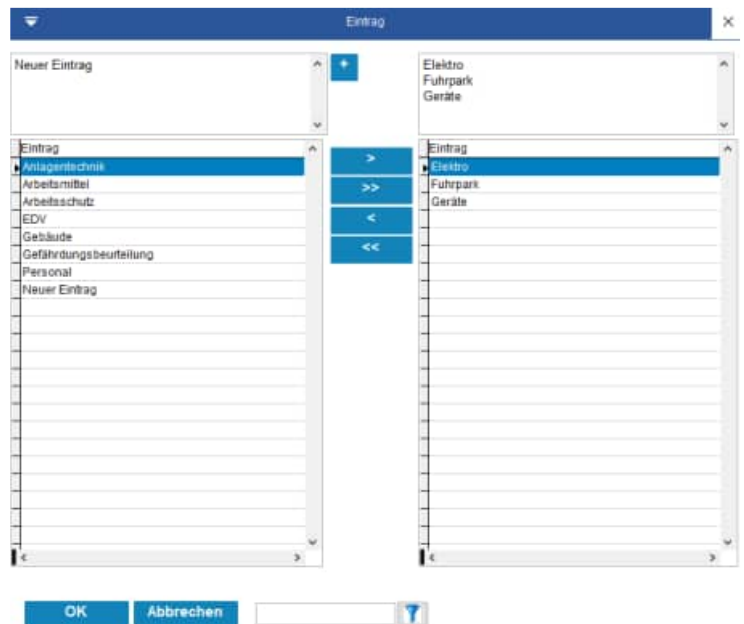 Eintrag
Neuer Eintrag
+
Elektro
Fuhrpark
Geräte
Eintrag
Anlagentechnik
Arbeitsmittel
Arbeitsschutz
EDV
Gebäude
Gefährdungsbeurteilung
Personal
Neuer Eintrag
>
>>
<
<<
Eintrag
Elektro
Fuhrpark
Geräte
OK
Abbrechen